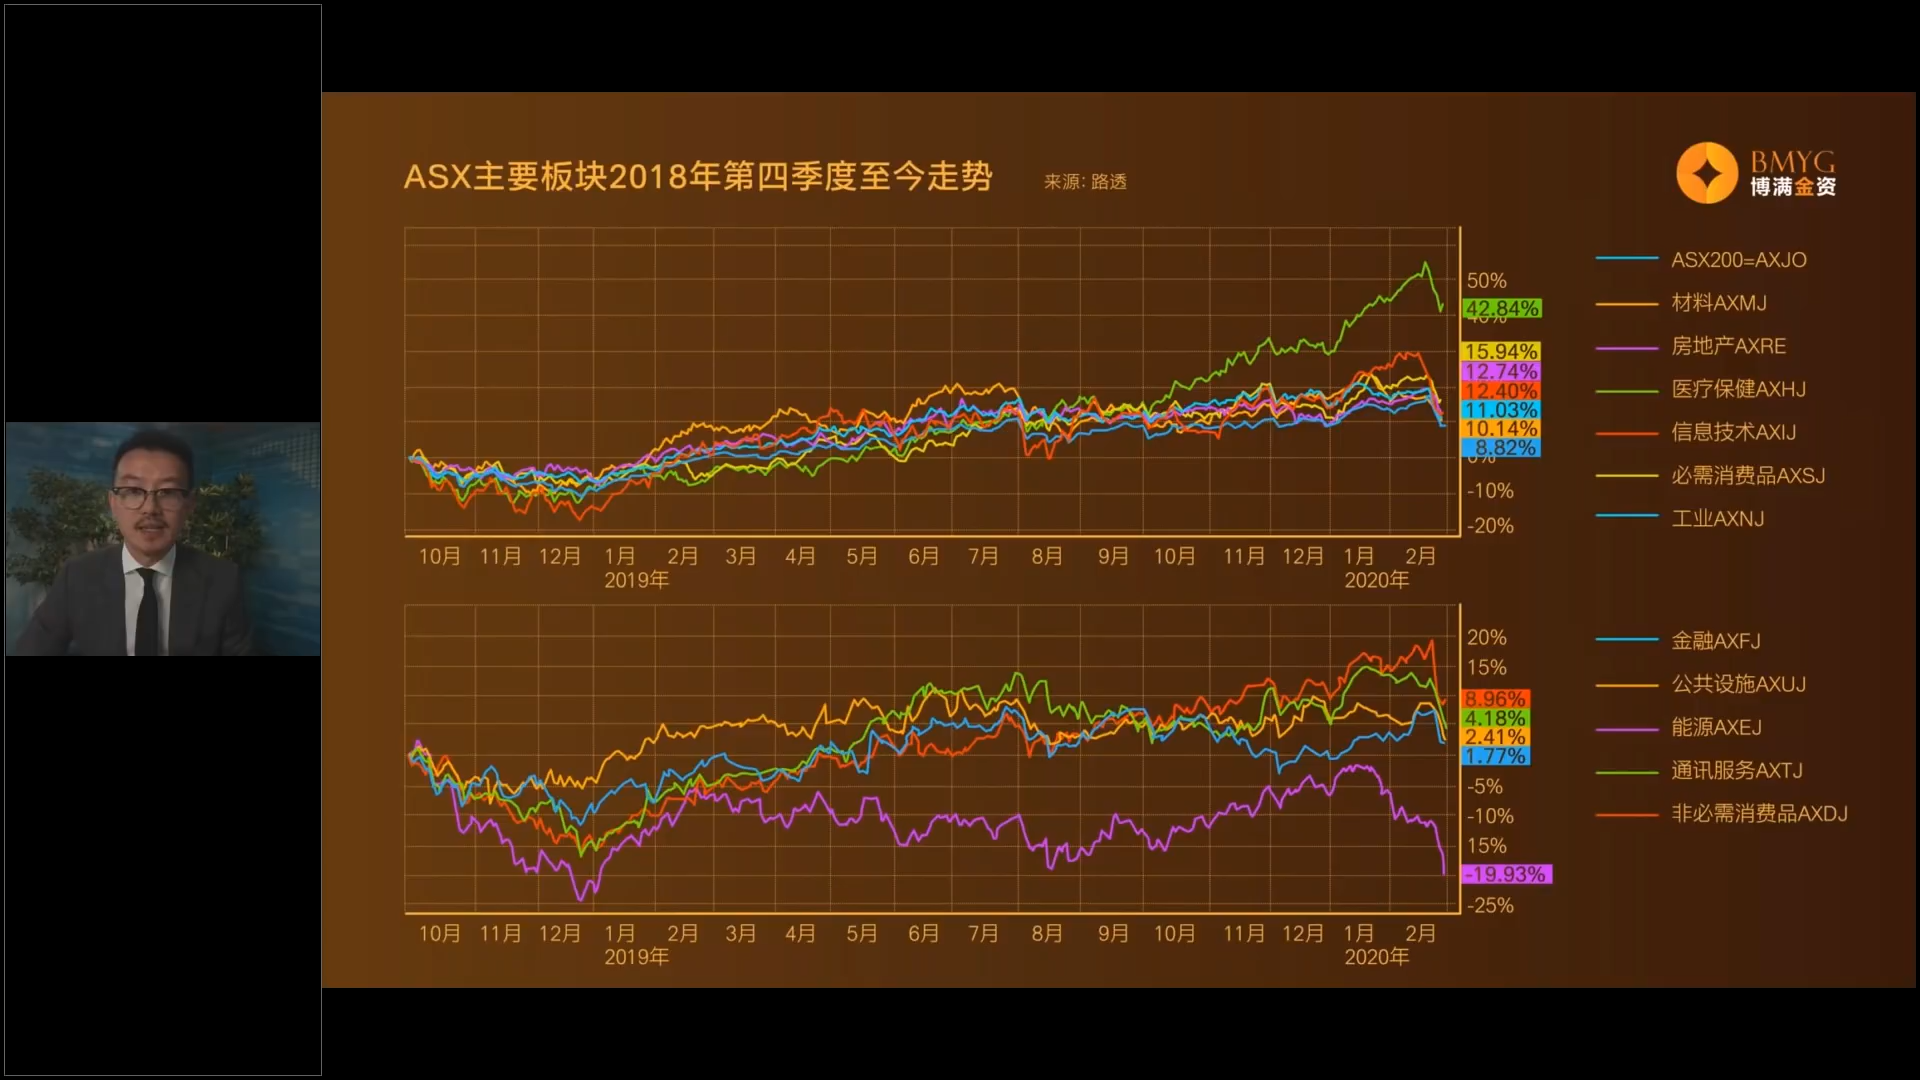 ASX主要板块2018年第四季度至今走势
来源: 路透
BMYG
博满金资
50%
42.84%
40%
15.94%
12.74%
12.40%
11.03%
10.14%
8.82%
0%
-10%
-20%
10月 11月 12月 1月 2月 3月 4月 5月 6月 7月 8月 9月 10月 11月 12月 1月 2月
2019年 2020年
ASX200=AXJO
材料AXMJ
房地产AXRE
医疗保健AXHJ
信息技术AXIJ
必需消费品AXSJ
工业AXNJ
20%
15%
8.96%
4.18%
2.41%
1.77%
-5%
-10%
15%
-19.93%
-25%
10月 11月 12月 1月 2月 3月 4月 5月 6月 7月 8月 9月 10月 11月 12月 1月 2月
2019年 2020年
金融AXFJ
公共设施AXUJ
能源AXEJ
通讯服务AXTJ
非必需消费品AXDJ